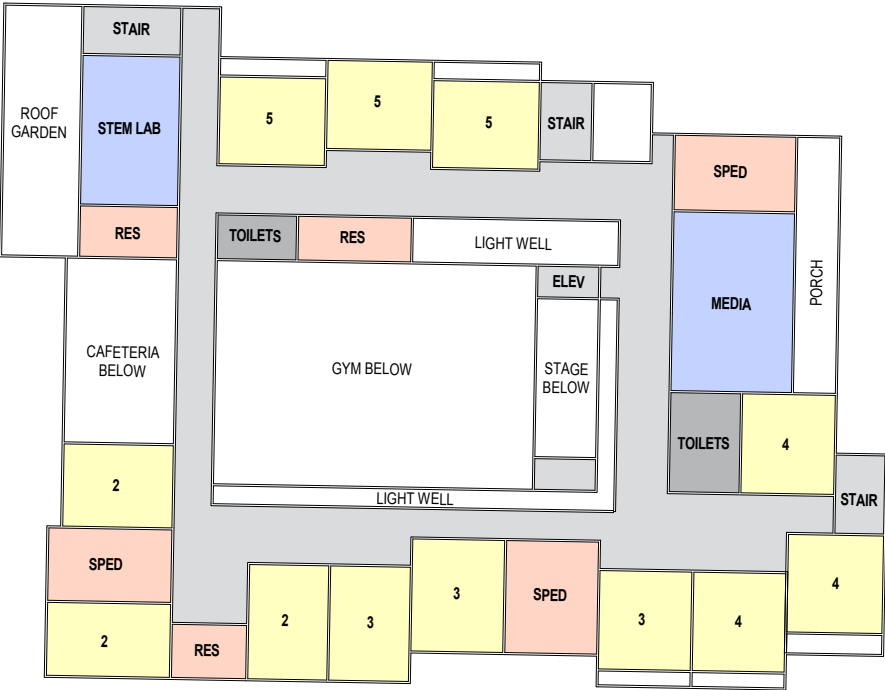 STAIR
ROOF
GARDEN
STEM LAB
RES
5
5
5
STAIR
SPED
TOILETS
RES
LIGHT WELL
ELEV
MEDIA
PORCH
CAFETERIA
BELOW
GYM BELOW
STAGE
BELOW
TOILETS
4
2
LIGHT WELL
STAIR
SPED
2
RES
2
3
3
SPED
3
4
4